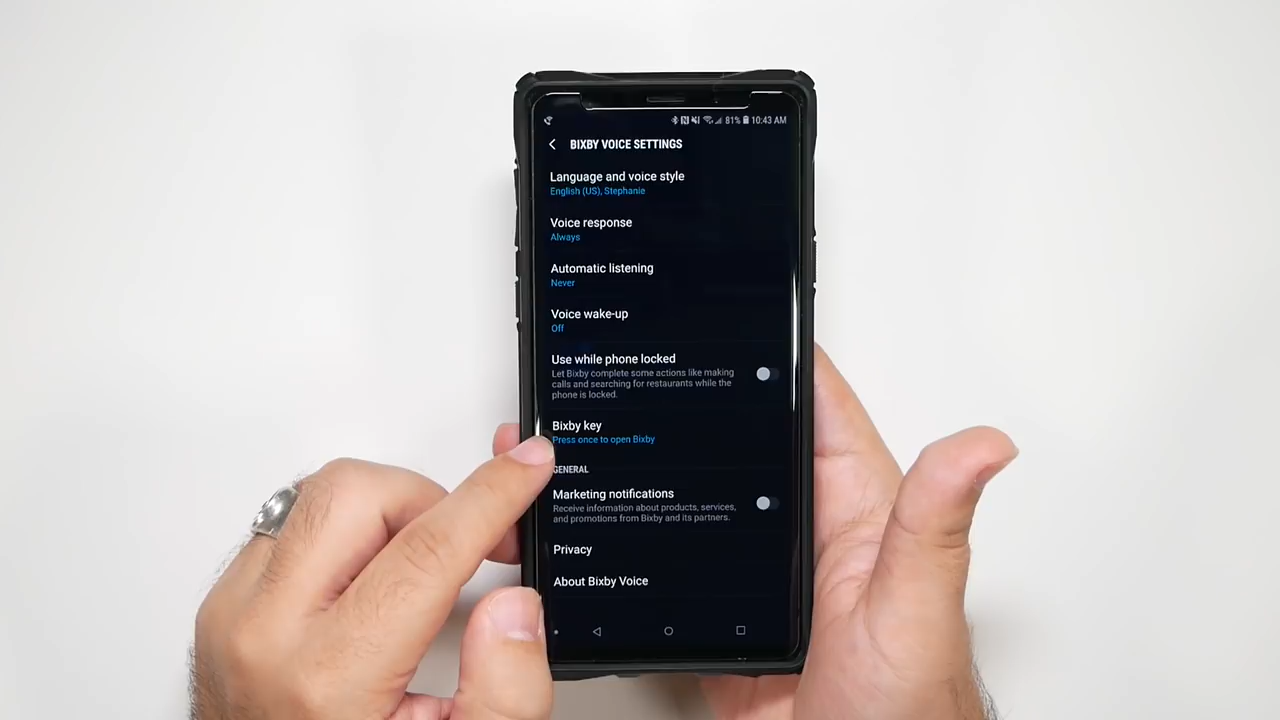 81% 10:43 AM
BIXBY VOICE SETTINGS
Language and voice style
English (US), Stephanie
Voice response
Always
Automatic listening
Never
Voice wake-up
Off
Use while phone locked
Let Bixby complete some actions like making
calls and searching for restaurants while the
phone is locked.
Bixby key
Press once to open Bixby
GENERAL
Marketing notifications
Receive information about products, services,
and promotions from Bixby and its partners.
Privacy
About Bixby Voice